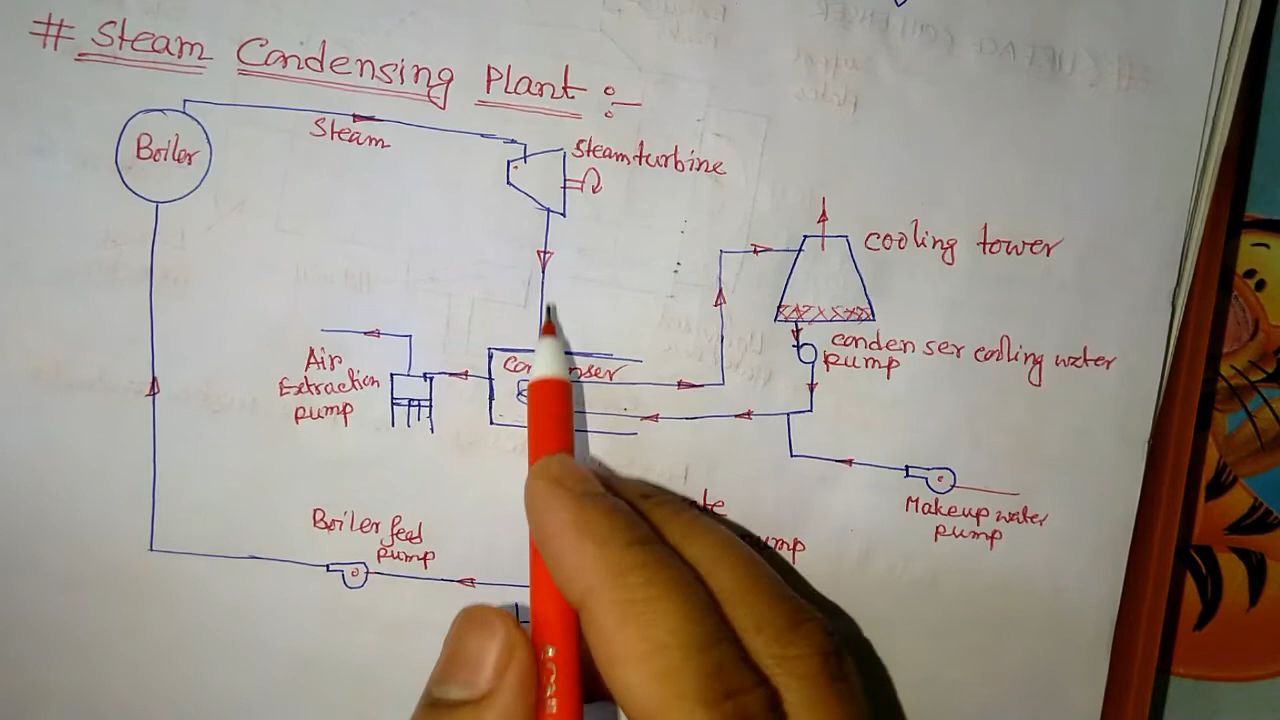 # Steam Condensing Plant :-
Boiler
Steam
Steam turbine
cooling tower
condenser cooling water
pump
Air
Extraction
pump
Makeup water
pump
Boiler feed
pump
pump